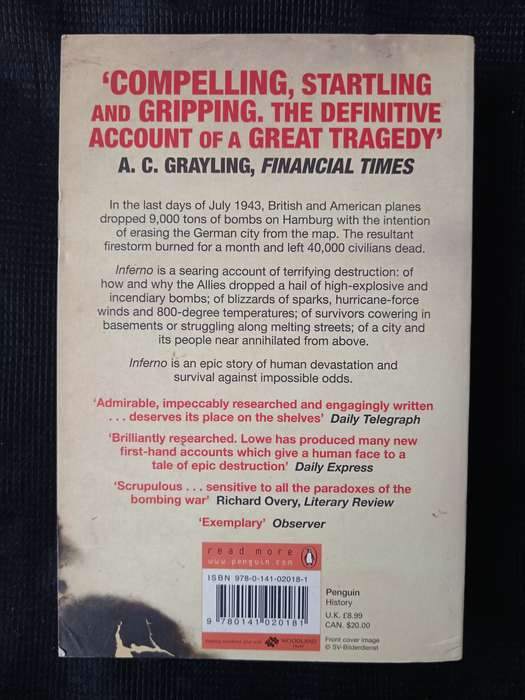 ‘COMPELLING, STARTLING
AND GRIPPING. THE DEFINITIVE
ACCOUNT OF A GREAT TRAGEDY’
A. C. GRAYLING, FINANCIAL TIMES
In the last days of July 1943, British and American planes
dropped 9,000 tons of bombs on Hamburg with the intention
of erasing the German city from the map. The resultant
firestorm burned for a month and left 40,000 civilians dead.
Inferno is a searing account of terrifying destruction: of
how and why the Allies dropped a hail of high-explosive and
incendiary bombs; of blizzards of sparks, hurricane-force
winds and 800-degree temperatures; of survivors cowering in
basements or struggling along melting streets; of a city and
its people near annihilated from above.
Inferno is an epic story of human devastation and
survival against impossible odds.
‘Admirable, impeccably researched and engagingly written
. . . deserves its place on the shelves’ Daily Telegraph
‘Brilliantly researched. Lowe has produced many new
first-hand accounts which give a human face to a
tale of epic destruction’ Daily Express
‘Scrupulous . . . sensitive to all the paradoxes of the
bombing war’ Richard Overy, Literary Review
‘Exemplary’ Observer
read more
www.penguin.com
ISBN 978-0-141-02018-1
9 780141 020181
Penguin
History
U.K. £8.99
CAN. $20.00
WOODLAND
Front cover image
© SV-Bilderdienst